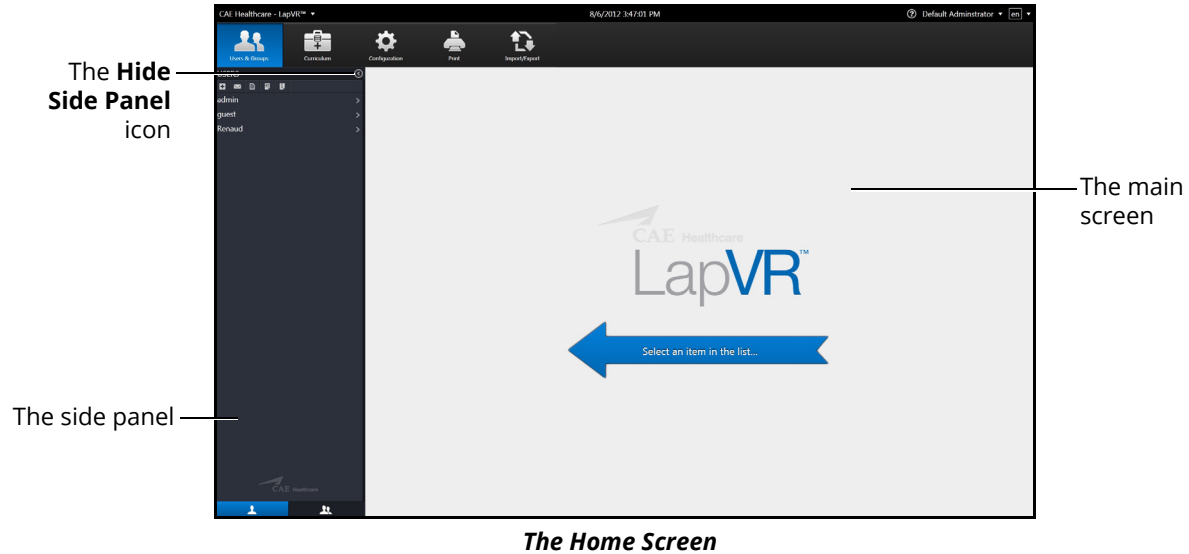 CAE Healthcare - LapVR™
8/6/2012 3:47:01 PM
Default Adminstrator
en
Users & Groups
Curriculum
Configuration
Print
Import/Export
The Hide
Side Panel
icon
Users
admin
guest
Renaud
The main
screen
CAE Healthcare
LapVR™
Select an item in the list...
The side panel
CAE Healthcare
The Home Screen